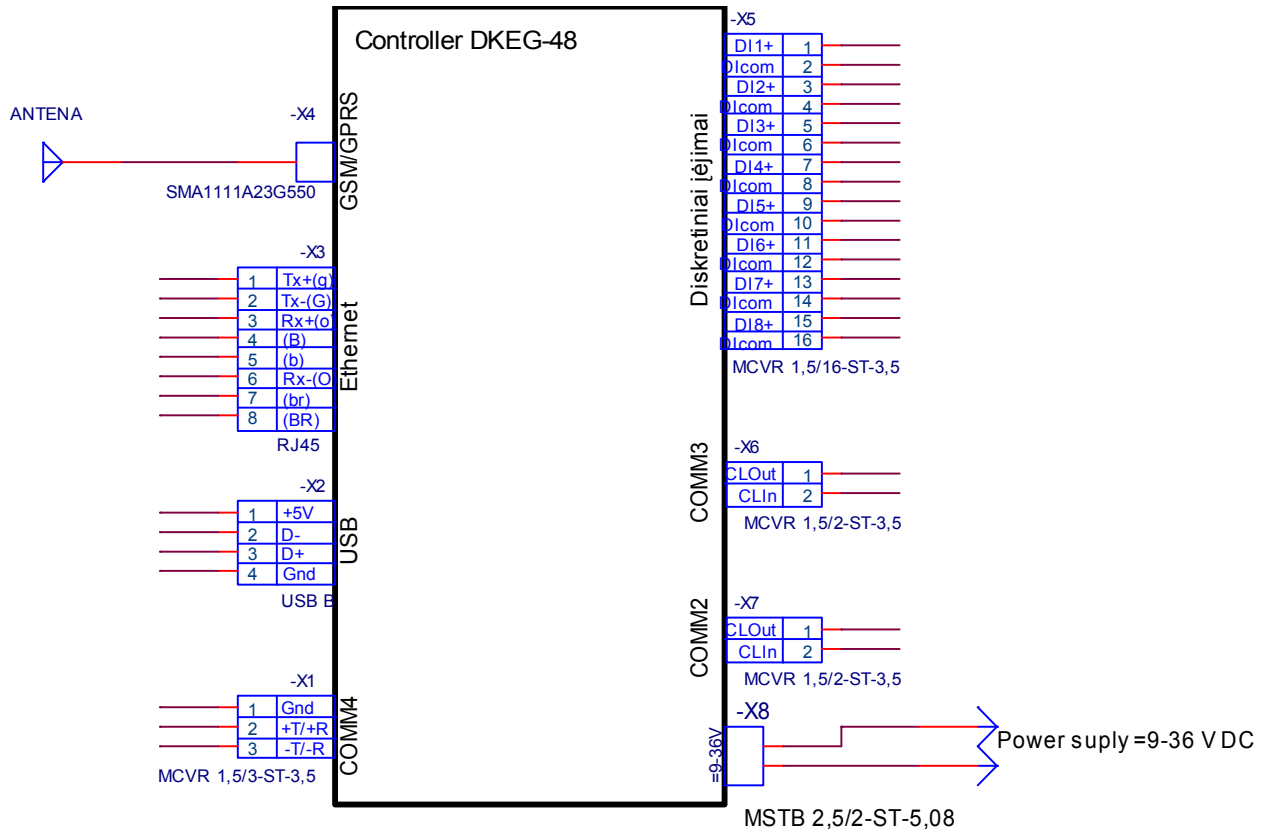 Controller DKEG-48
ANTENA
-X4
SMA1111A23G550
GSM/GPRS
-X3
1 Tx+(g)
2 Tx-(G)
3 Rx+(o
4 (B)
5 (b)
6 Rx-(O
7 (br)
8 (BR)
RJ45
Ethernet
-X2
1 +5V
2 D-
3 D+
4 Gnd
USB B
USB
-X1
1 Gnd
2 +T/+R
3 -T/-R
MCVR 1,5/3-ST-3,5
COMM4
-X5
DI1+ 1
DIcom 2
DI2+ 3
DIcom 4
DI3+ 5
DIcom 6
DI4+ 7
DIcom 8
DI5+ 9
DIcom 10
DI6+ 11
DIcom 12
DI7+ 13
DIcom 14
DI8+ 15
DIcom 16
MCVR 1,5/16-ST-3,5
Diskretiniai įėjimai
-X6
CLOut 1
CLIn 2
MCVR 1,5/2-ST-3,5
COMM3
-X7
CLOut 1
CLIn 2
MCVR 1,5/2-ST-3,5
COMM2
-X8
=9-36V
Power suply =9-36 V DC
MSTB 2,5/2-ST-5,08